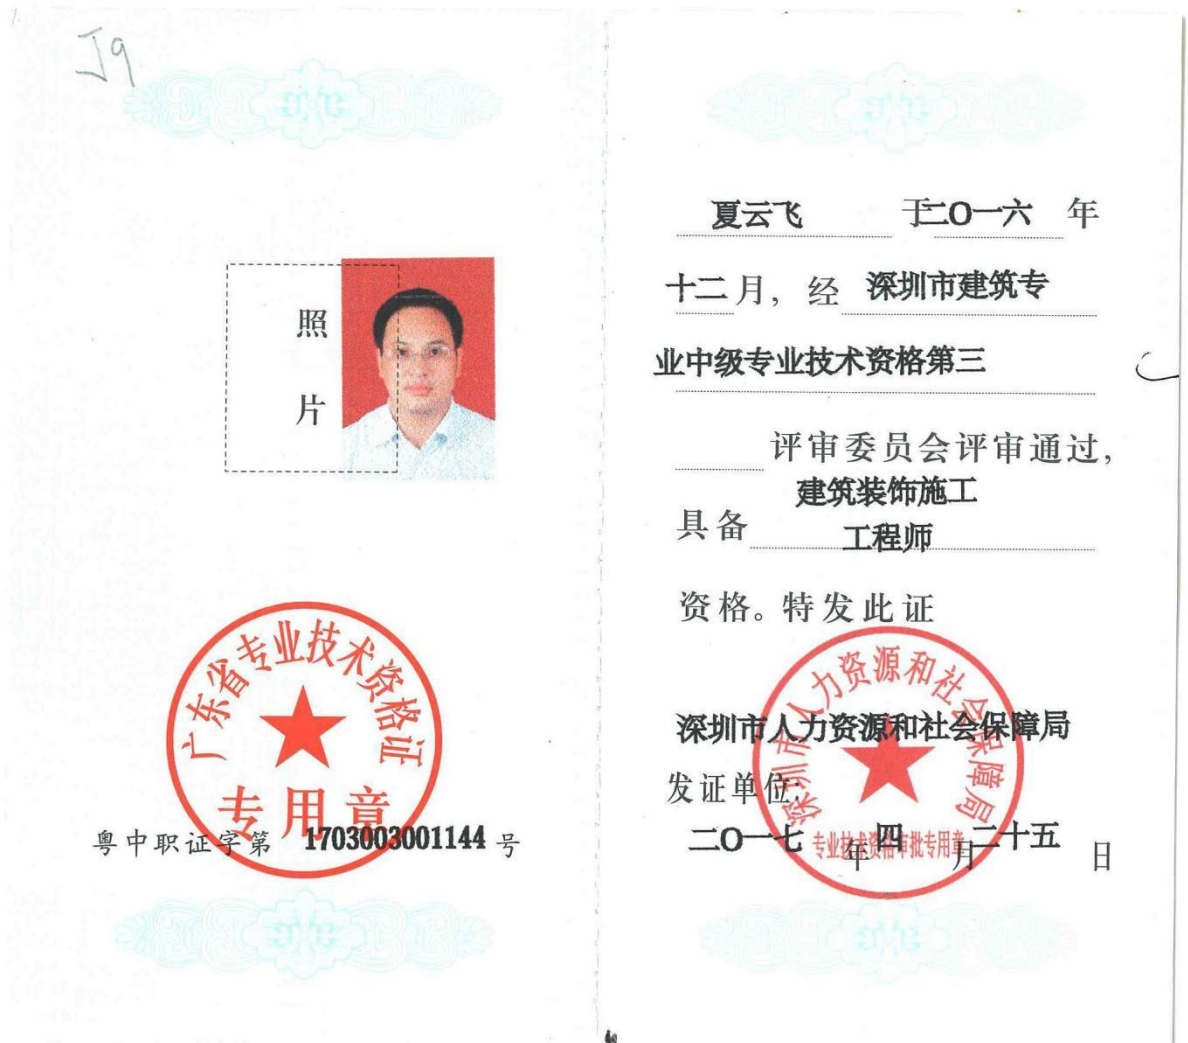 J9
照
片
广东省专业技术资格证
专用章
粤中职证字第 1703003001144 号
夏云飞 于二O一六 年
十二月，经 深圳市建筑专
业中级专业技术资格第三
评审委员会评审通过，
建筑装饰施工
具备 工程师
资格。特发此证
深圳市人力资源和社会保障局
深圳市人力资源和社会保障局
发证单位：
专业技术资格审批专用章
二O一七 年 四 月二十五 日